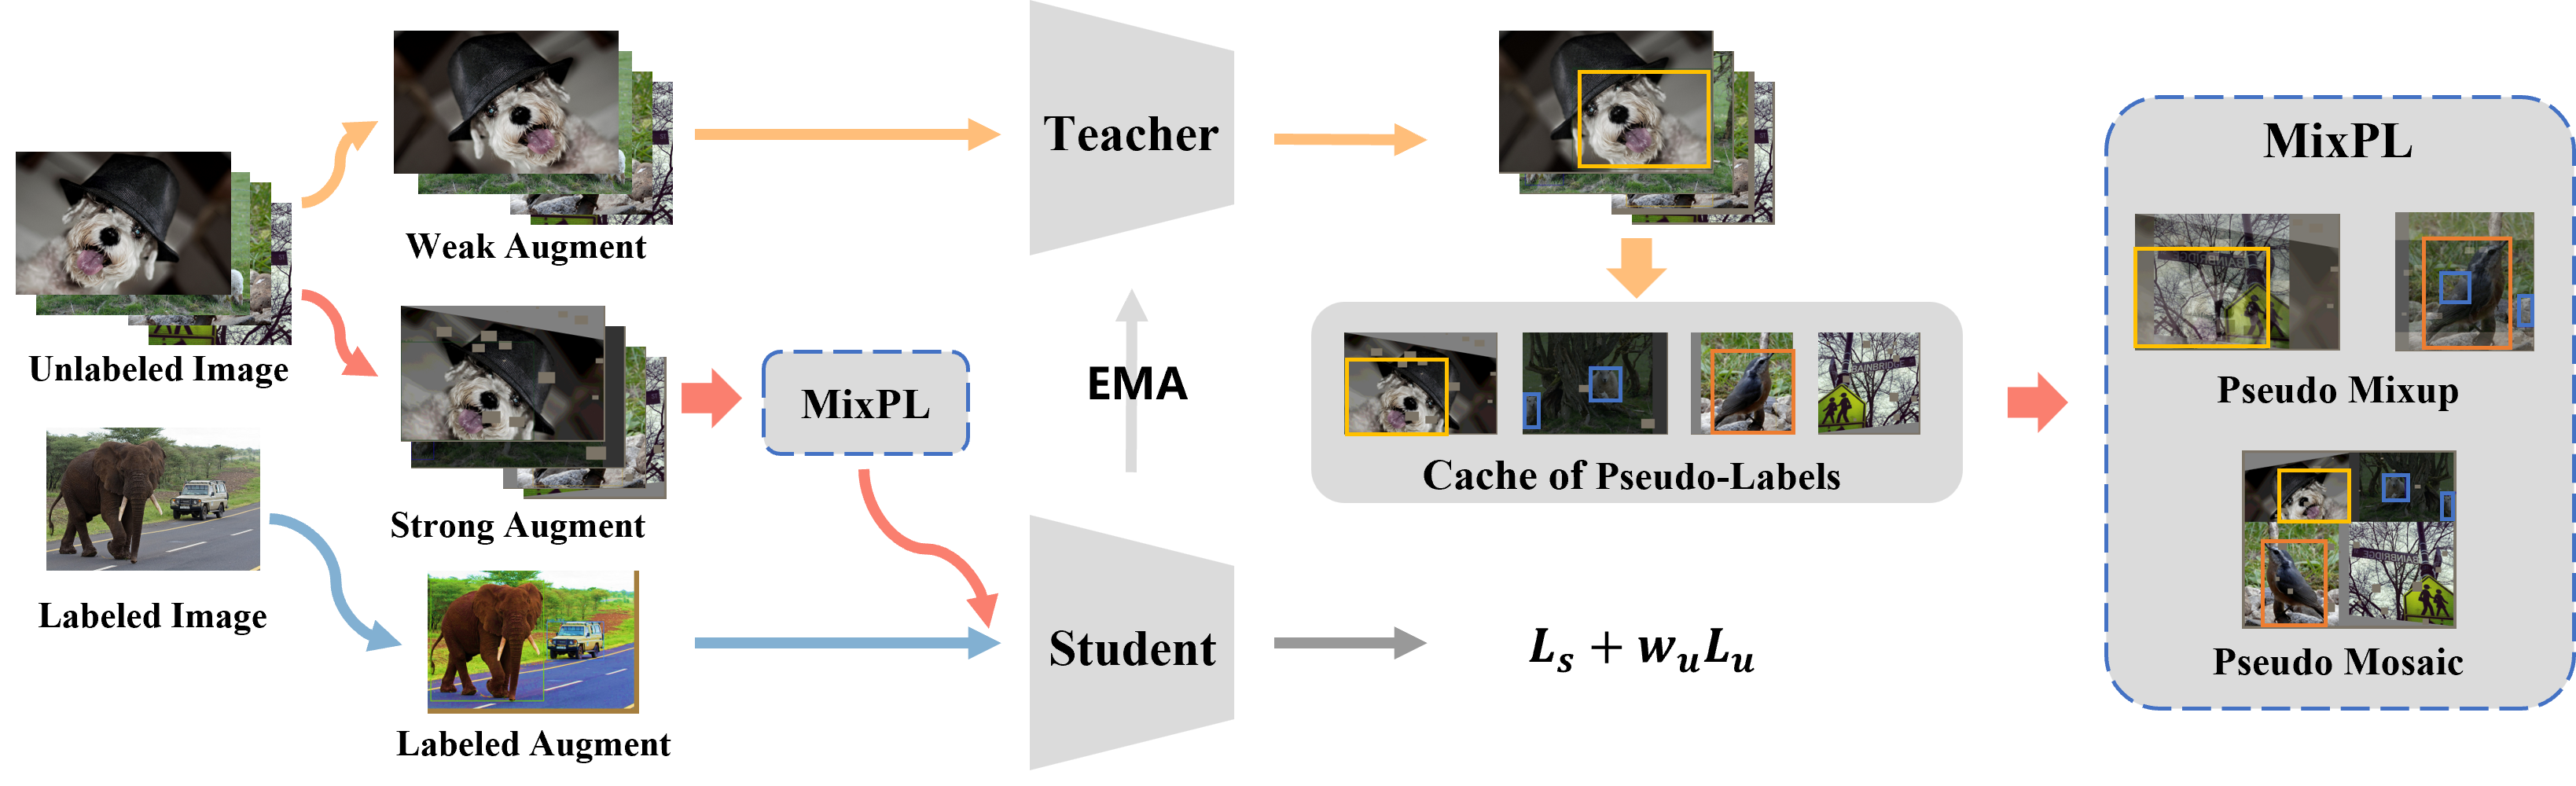 Unlabeled Image
Labeled Image
Weak Augment
Strong Augment
Labeled Augment
MixPL
Teacher
EMA
Student
BAINBRIDGE
Cache of Pseudo-Labels
L_s + w_u L_u
MixPL
Pseudo Mixup
Pseudo Mosaic